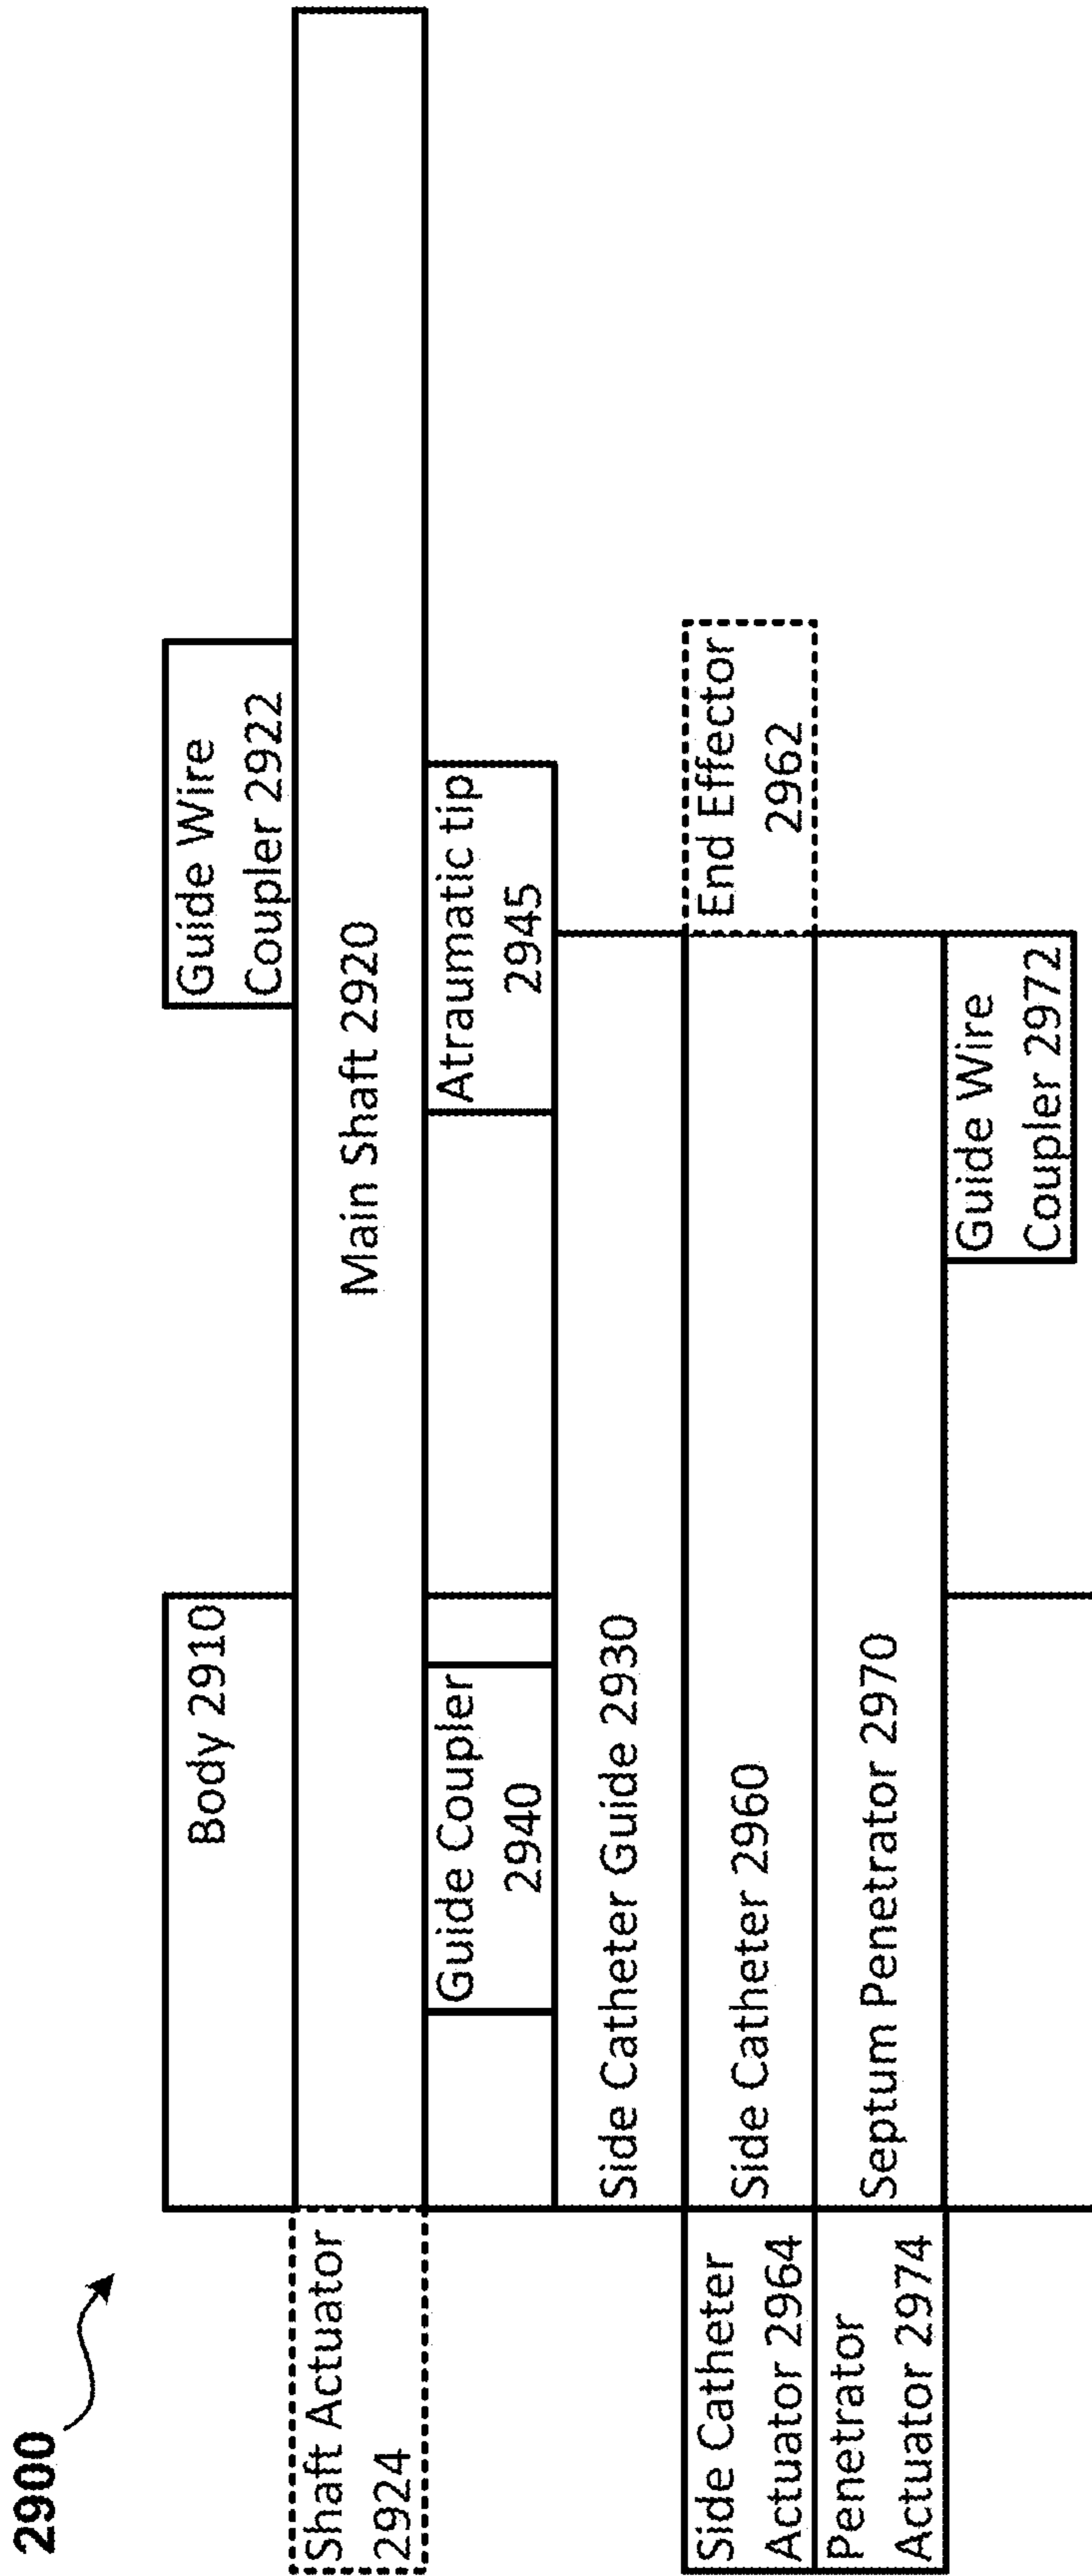 2900
Body 2910
Guide Wire
Coupler 2922
Shaft Actuator
2924
Main Shaft 2920
Guide Coupler
2940
Atraumatic tip
2945
Side Catheter Guide 2930
Side Catheter
Actuator 2964
Side Catheter 2960
End Effector
2962
Penetrator
Actuator 2974
Septum Penetrator 2970
Guide Wire
Coupler 2972